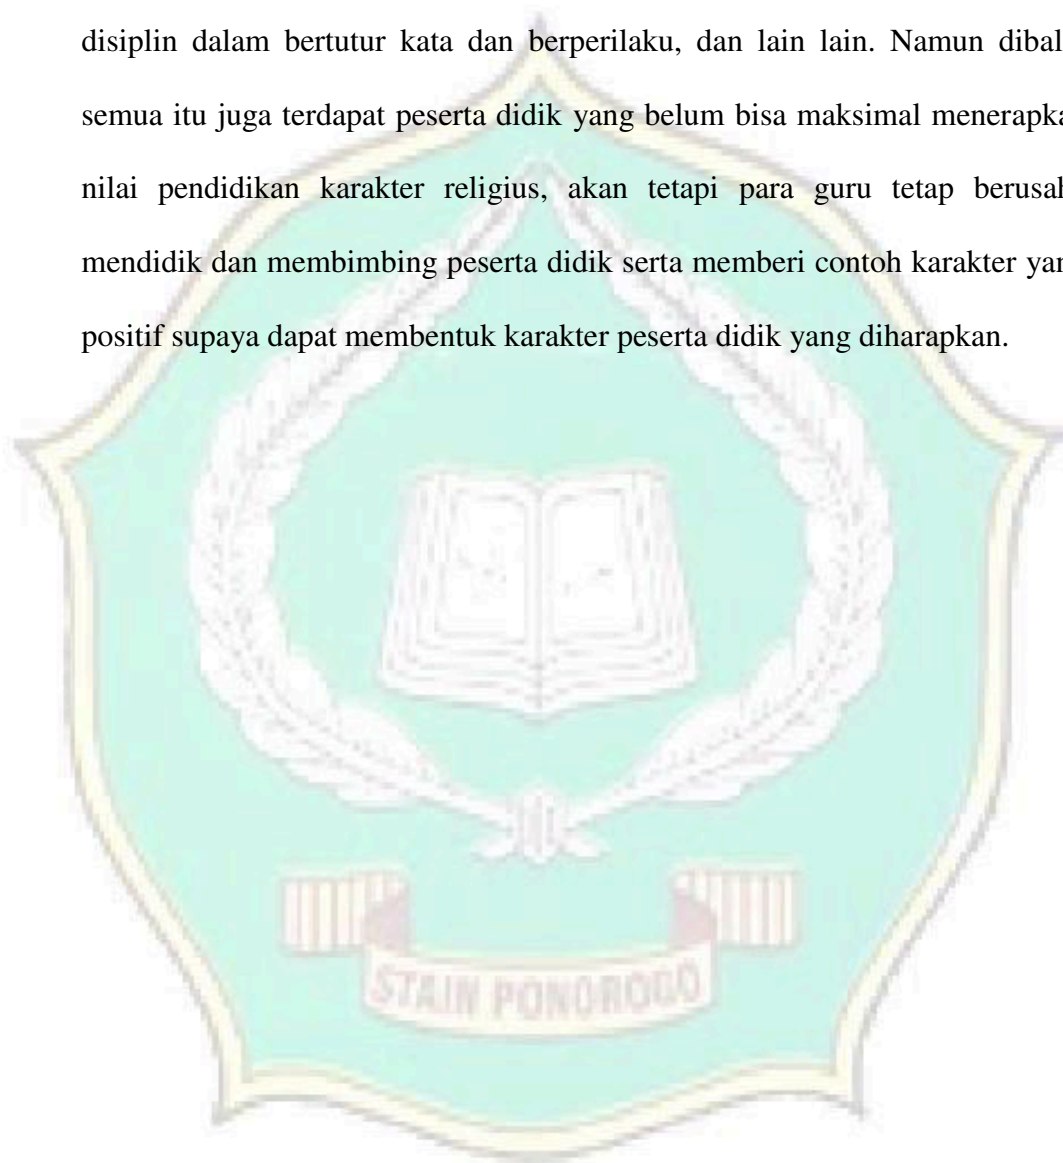 disiplin dalam bertutur kata dan berperilaku, dan lain lain. Namun dibal
semua itu juga terdapat peserta didik yang belum bisa maksimal menerapka
nilai pendidikan karakter religius, akan tetapi para guru tetap berusah
mendidik dan membimbing peserta didik serta memberi contoh karakter yan
positif supaya dapat membentuk karakter peserta didik yang diharapkan.
STAIN PONOROGO